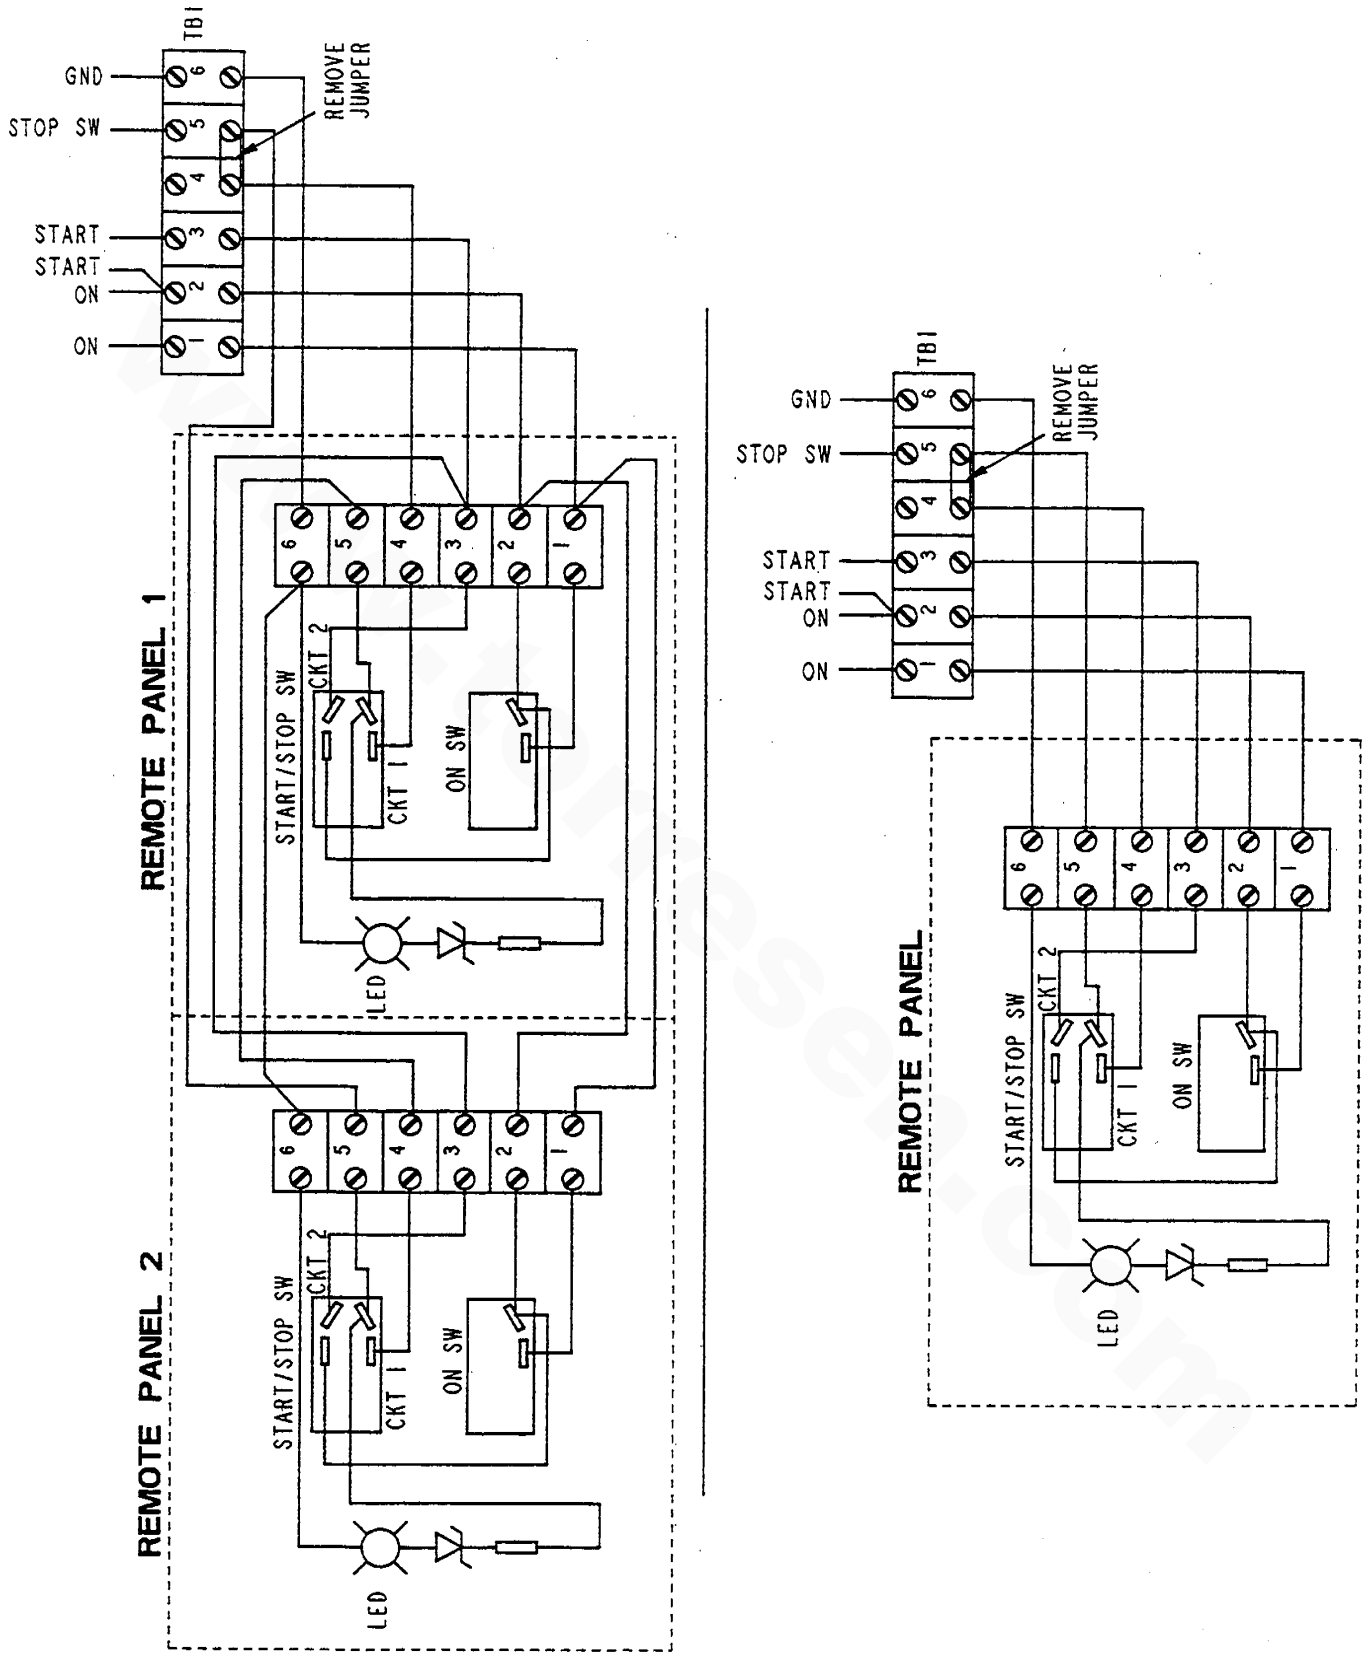 TB1
GND
STOP SW
START
START
ON
ON
6
5
4
3
2
1
REMOVE
JUMPER
REMOTE PANEL 1
6
5
4
3
2
1
START/STOP SW
CKT 2
CKT 1
ON SW
LED
REMOTE PANEL 2
6
5
4
3
2
1
START/STOP SW
CKT 2
CKT 1
ON SW
LED
TB1
GND
STOP SW
START
START
ON
ON
6
5
4
3
2
1
REMOVE
JUMPER
REMOTE PANEL
6
5
4
3
2
1
START/STOP SW
CKT 2
CKT 1
ON SW
LED
www.torresen.com